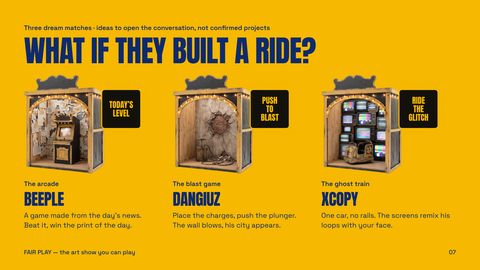 Three dream matches - ideas to open the conversation, not confirmed projects
WHAT IF THEY BUILT A RIDE?
TODAY'S
LEVEL
PUSH
TO
BLAST
RIDE
THE
GLITCH
The arcade
BEEPLE
A game made from the day's news.
Beat it, win the print of the day.
The blast game
DANGIUZ
Place the charges, push the plunger.
The wall blows, his city appears.
The ghost train
XCOPY
One car, no rails. The screens remix his
loops with your face.
FAIR PLAY — the art show you can play
07